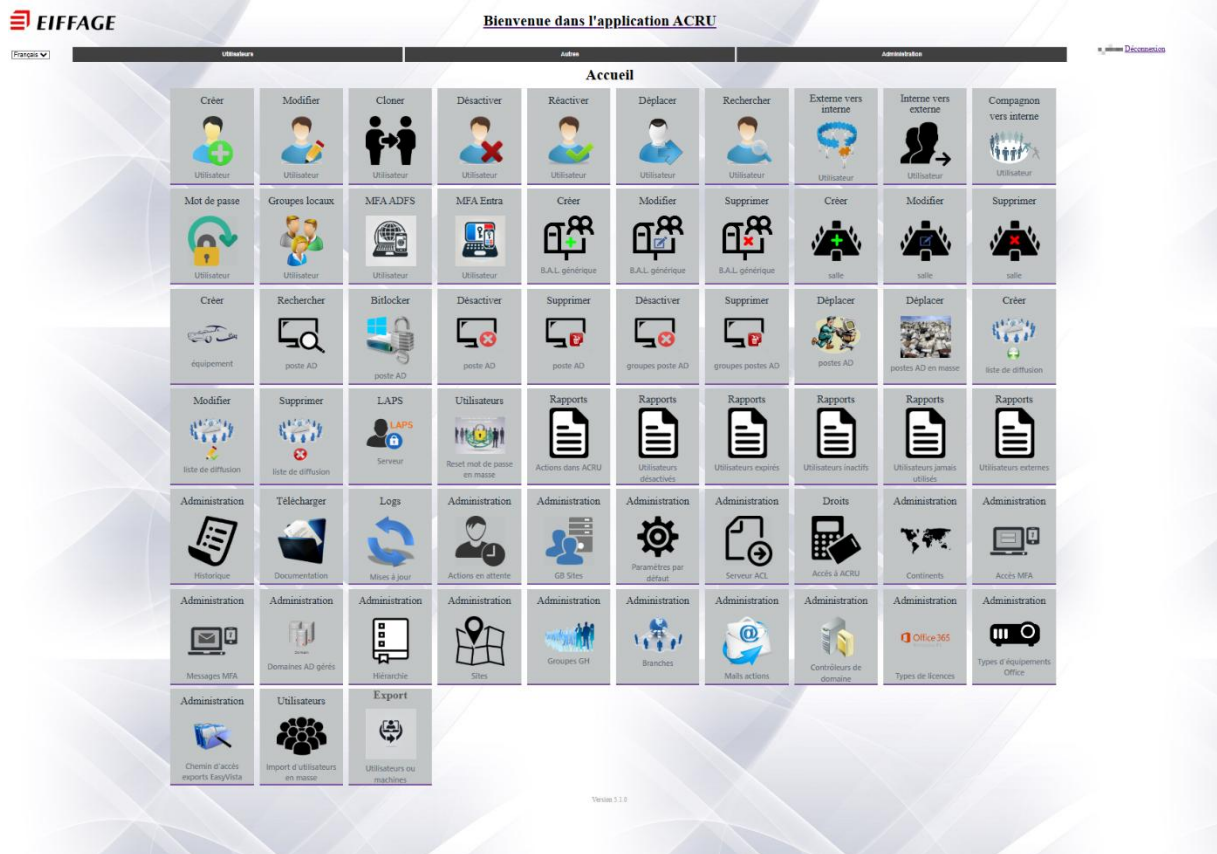 EIFFAGE
Bienvenue dans l'application ACRU
Français
Utilisateurs
Autres
Administration
Déconnexion
Accueil
Créer
Utilisateur
Modifier
Utilisateur
Cloner
Utilisateur
Désactiver
Utilisateur
Réactiver
Utilisateur
Déplacer
Utilisateur
Rechercher
Utilisateur
Externe vers
interne
Utilisateur
Interne vers
externe
Utilisateur
Compagnon
vers interne
Utilisateur
Mot de passe
Utilisateur
Groupes locaux
Utilisateur
MFA ADFS
Utilisateur
MFA Entra
Utilisateur
Créer
B.A.L. générique
Modifier
B.A.L. générique
Supprimer
B.A.L. générique
Créer
salle
Modifier
salle
Supprimer
salle
Créer
équipement
Rechercher
poste AD
Bitlocker
poste AD
Désactiver
poste AD
Supprimer
poste AD
Désactiver
groupes poste AD
Supprimer
groupes postes AD
Déplacer
postes AD
Déplacer
postes AD en masse
Créer
liste de diffusion
Modifier
liste de diffusion
Supprimer
liste de diffusion
LAPS
LAPS
Serveur
Utilisateurs
Reset mot de passe
en masse
Rapports
Actions dans ACRU
Rapports
Utilisateurs
désactivés
Rapports
Utilisateurs expirés
Rapports
Utilisateurs inactifs
Rapports
Utilisateurs jamais
utilisés
Rapports
Utilisateurs externes
Administration
Historique
Télécharger
Documentation
Logs
Mises à jour
Administration
Actions en attente
Administration
GB Sites
Administration
Paramètres par
défaut
Administration
Serveur ACL
Droits
Accès à ACRU
Administration
Continents
Administration
Accès MFA
Administration
Messages MFA
Administration
Domaines AD gérés
Administration
Hiérarchie
Administration
Sites
Administration
Groupes GH
Administration
Branches
Administration
Mails actions
Administration
Contrôleurs de
domaine
Administration
Office 365
Types de licences
Administration
Types d'équipements
Office
Administration
Chemin d'accès
exports EasyVista
Utilisateurs
Import d'utilisateurs
en masse
Export
Utilisateurs ou
machines
Version 5.1.0